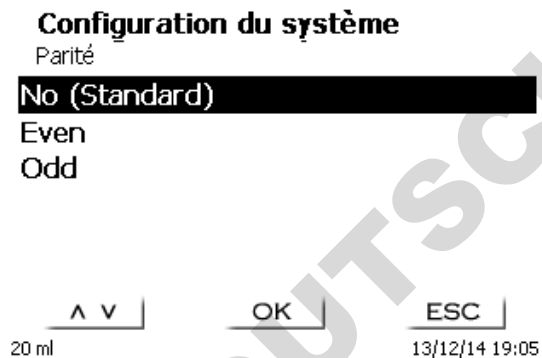 Configuration du système
Parité
No (Standard)
Even
Odd
∧ ∨ OK ESC
20 ml 13/12/14 19:05